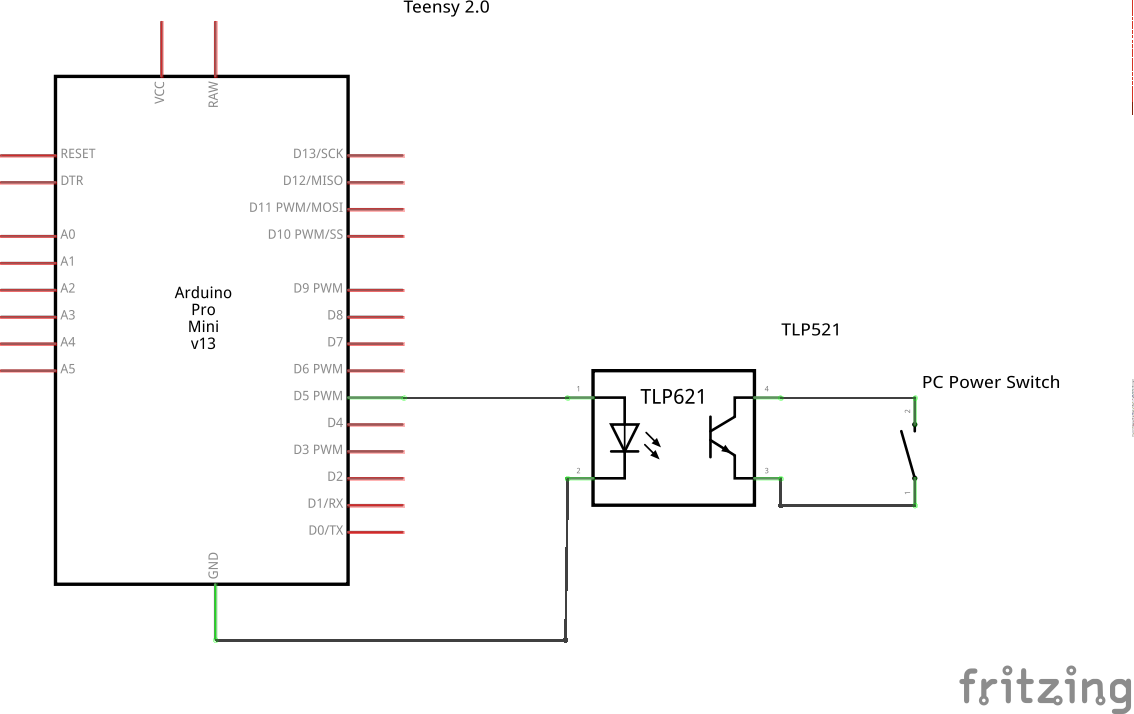 Teensy 2.0
VCC
RAW
RESET
DTR
A0
A1
A2
A3
A4
A5
Arduino
Pro
Mini
v13
D13/SCK
D12/MISO
D11 PWM/MOSI
D10 PWM/SS
D9 PWM
D8
D7
D6 PWM
D5 PWM
D4
D3 PWM
D2
D1/RX
D0/TX
GND
TLP521
TLP621
1
2
4
3
PC Power Switch
2
1
fritzing